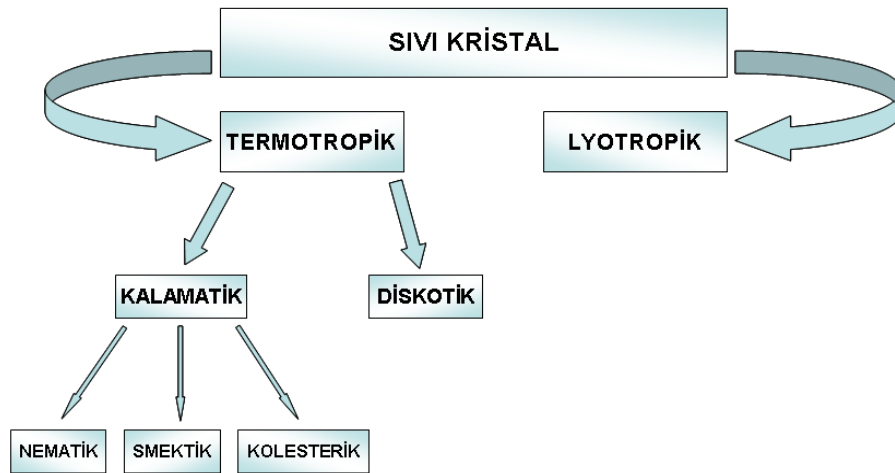 SIVI KRİSTAL
TERMOTROPİK
LYOTROPİK
KALAMATİK
DİSKOTİK
NEMATİK
SMEKTİK
KOLESTERİK